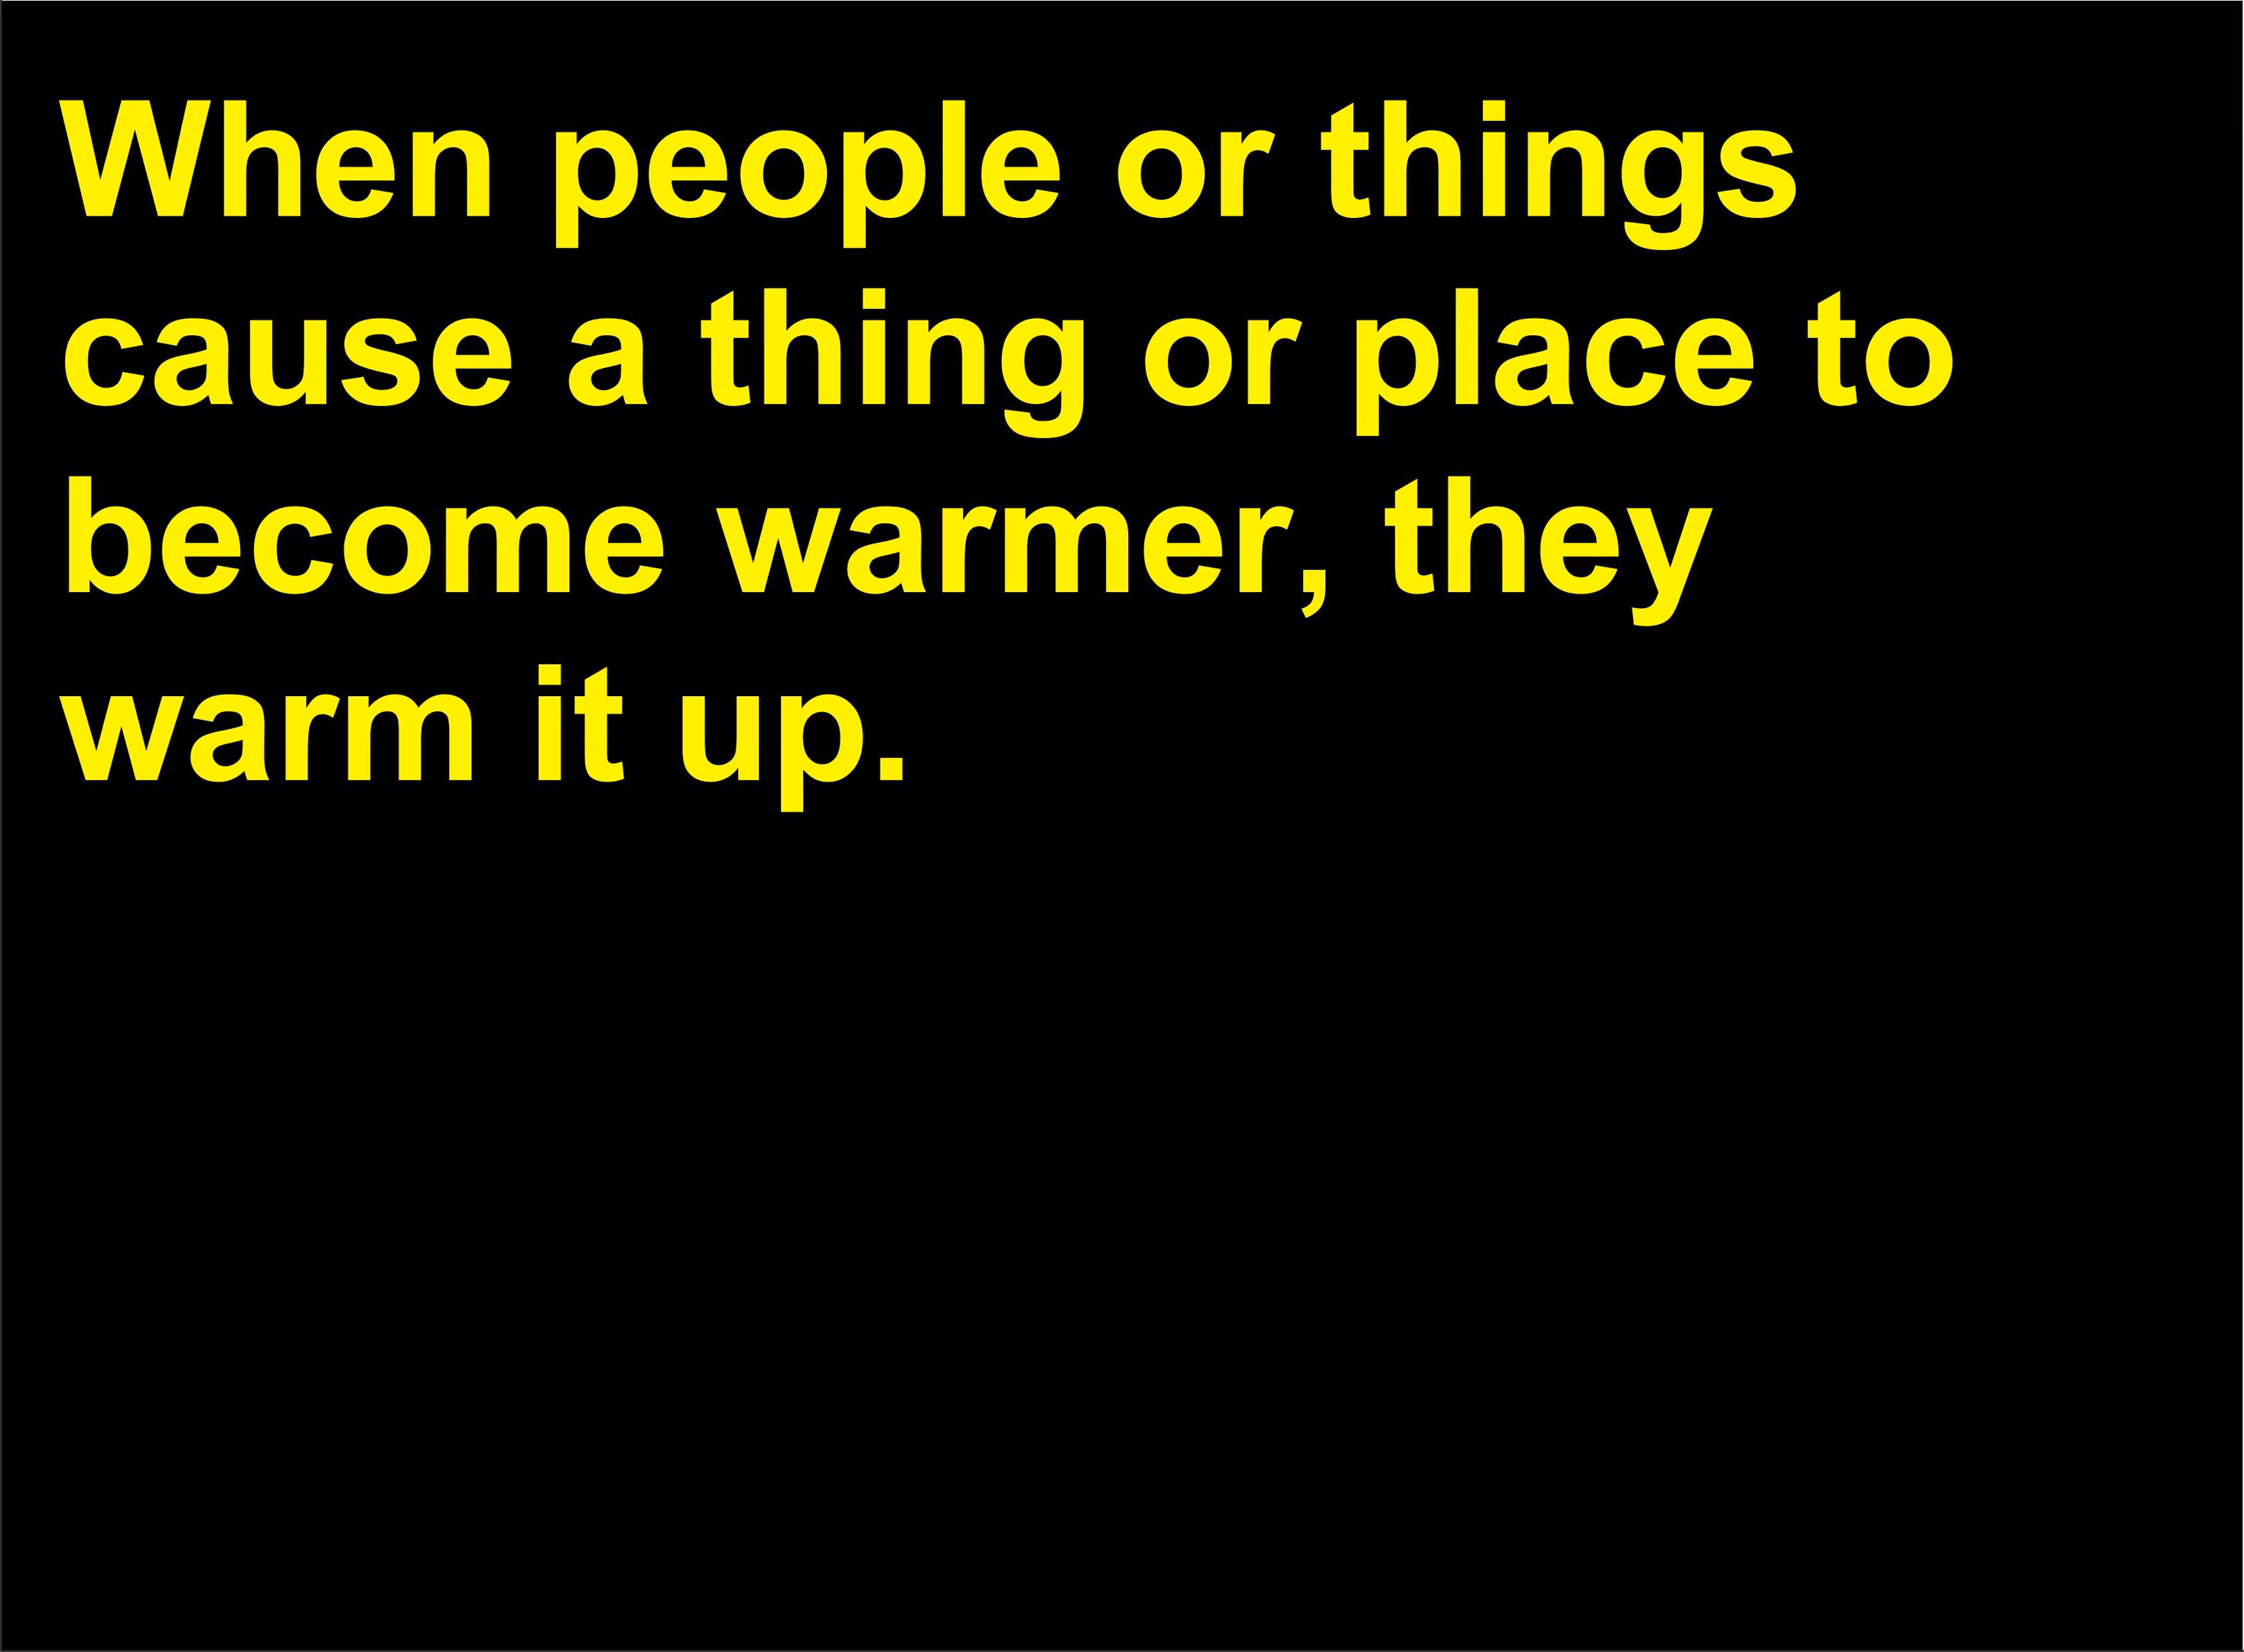 When people or things
cause a thing or place to
become warmer, they
warm it up.